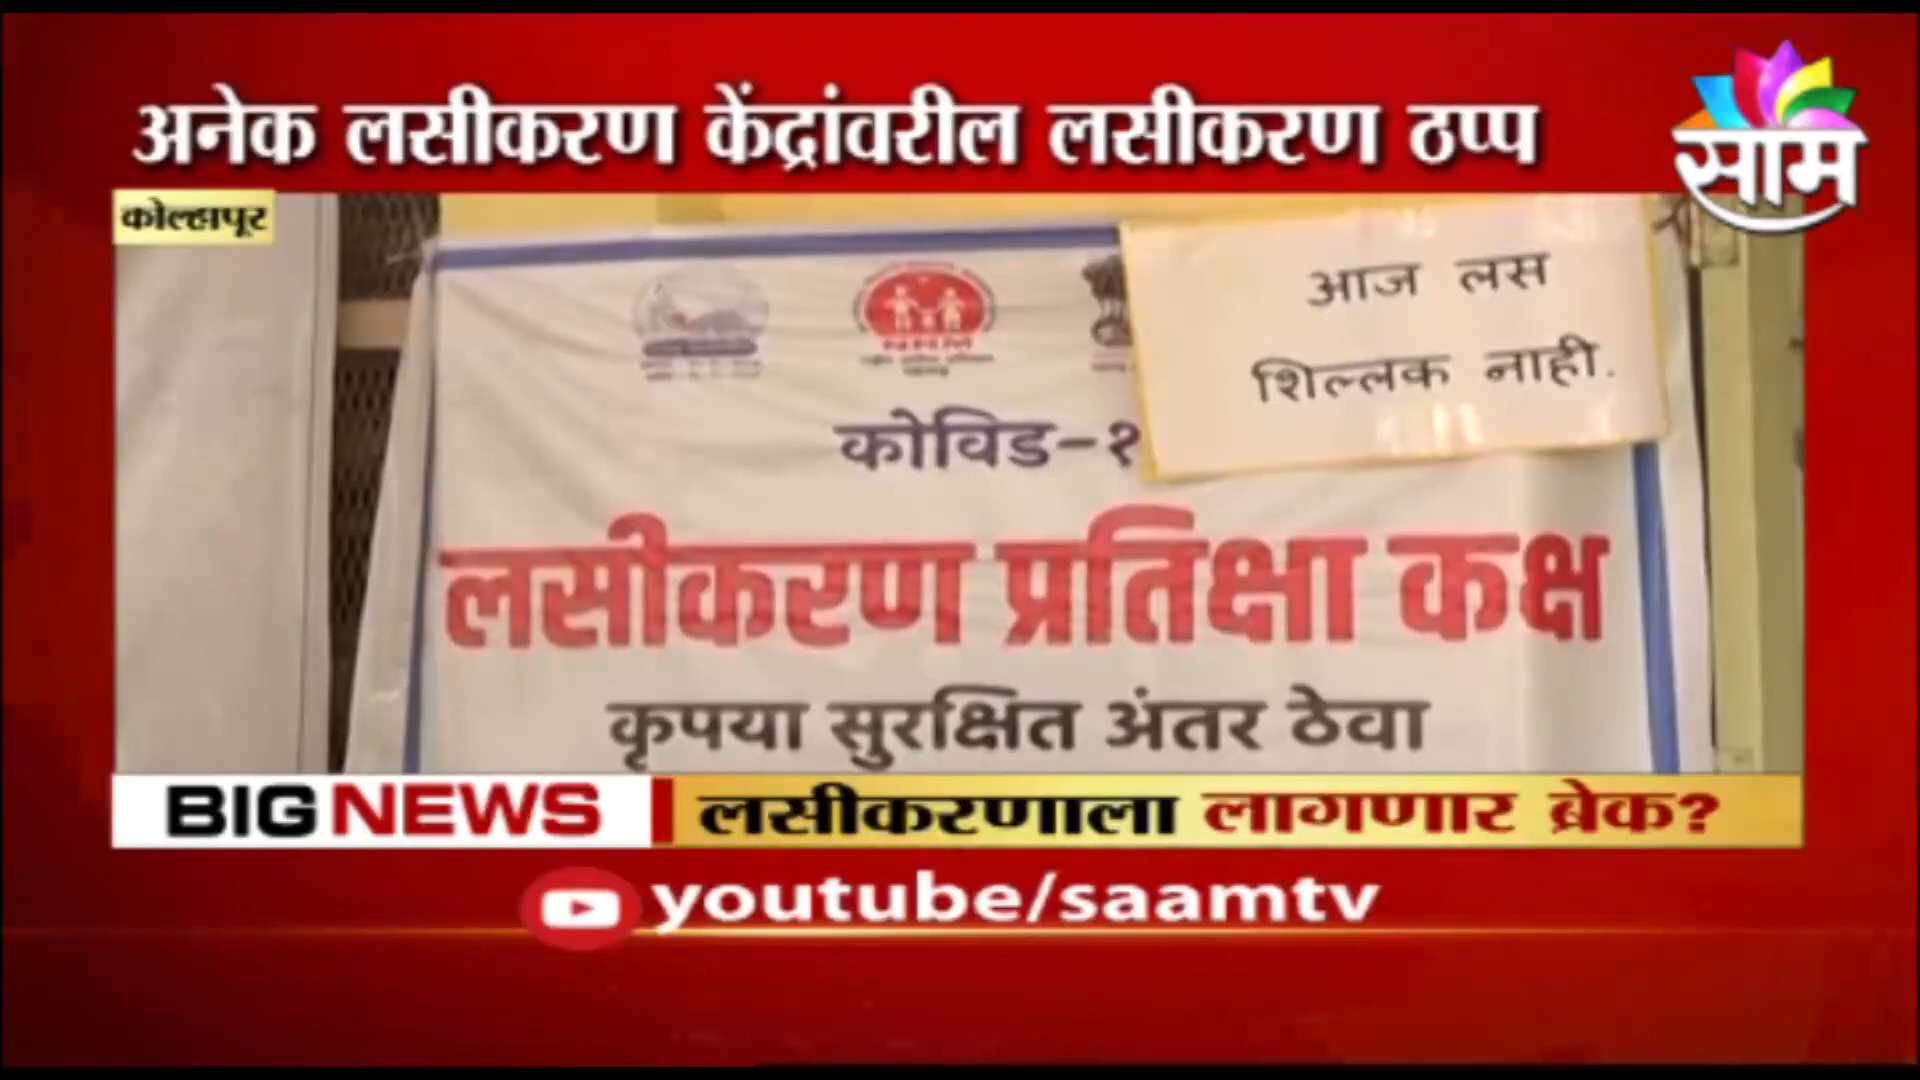 अनेक लसीकरण केंद्रांवरील लसीकरण ठप्प
साम
कोल्हापूर
आज लस
शिल्लक नाही.
NHM
कोविड-१
लसीकरण प्रतिक्षा कक्ष
कृपया सुरक्षित अंतर ठेवा
BIG NEWS
लसीकरणाला लागणार ब्रेक?
youtube/saamtv